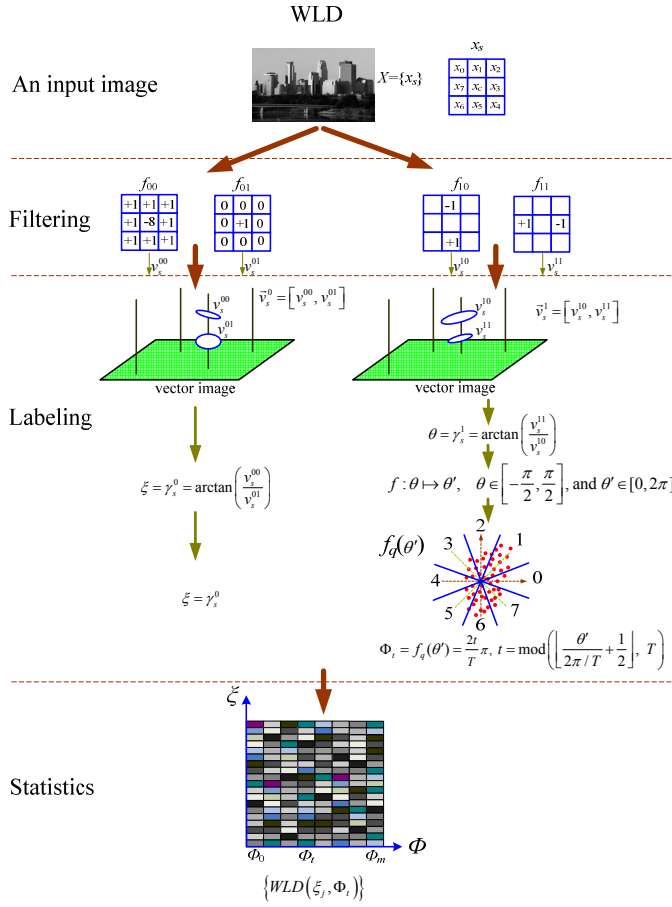 WLD
An input image
X={x_s}
x_s
x_0 x_1 x_2
x_7 x_c x_3
x_6 x_5 x_4
Filtering
f_00
+1 +1 +1
+1 -8 +1
+1 +1 +1
f_01
0 0 0
0 +1 0
0 0 0
f_10
-1
+1
f_11
+1 -1
v_s^00
v_s^01
v_s^10
v_s^11
Labeling
v_s^00
v_s^01
v⃗_s^0 = [v_s^00, v_s^01]
vector image
v_s^10
v_s^11
v⃗_s^1 = [v_s^10, v_s^11]
vector image
ξ = γ_s^0 = arctan(v_s^00 / v_s^01)
ξ = γ_s^0
θ = γ_s^1 = arctan(v_s^11 / v_s^10)
f : θ ↦ θ′, θ ∈ [-π/2, π/2], and θ′ ∈ [0, 2π]
f_q(θ′)
0
1
2
3
4
5
6
7
Φ_t = f_q(θ′) = (2t/T)π, t = mod(⌊θ′/(2π/T) + 1/2⌋, T)
Statistics
ξ
Φ_0 Φ_t Φ_m Φ
{WLD(ξ_j, Φ_t)}